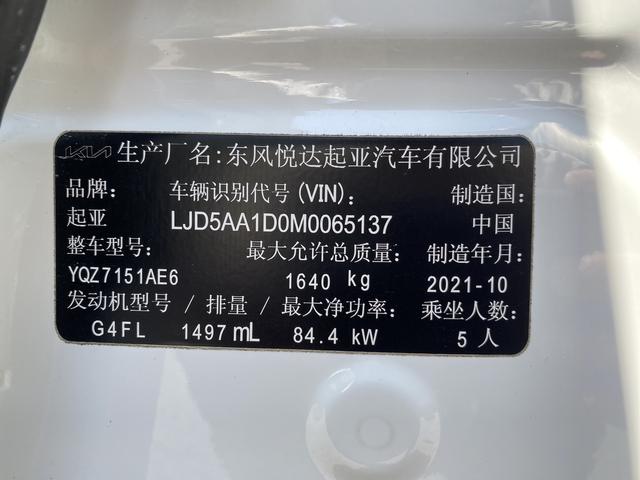 KIA 生产厂名:东风悦达起亚汽车有限公司
品牌: 车辆识别代号(VIN): 制造国:
起亚 LJD5AA1D0M0065137 中国
整车型号: 最大允许总质量: 制造年月:
YQZ7151AE6 1640 kg 2021-10
发动机型号/排量/最大净功率: 乘坐人数:
G4FL 1497mL 84.4 kW 5人